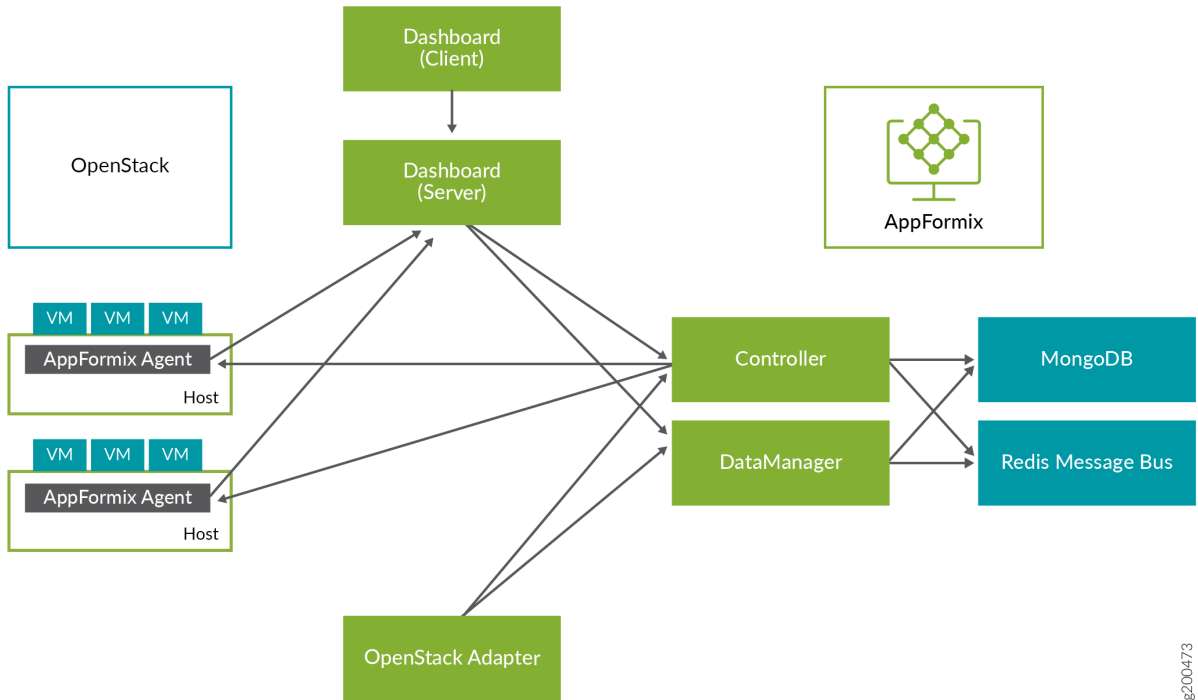 Dashboard
(Client)
OpenStack
Dashboard
(Server)
AppFormix
VM VM VM
AppFormix Agent
Host
Controller
MongoDB
VM VM VM
AppFormix Agent
Host
DataManager
Redis Message Bus
OpenStack Adapter
g200473